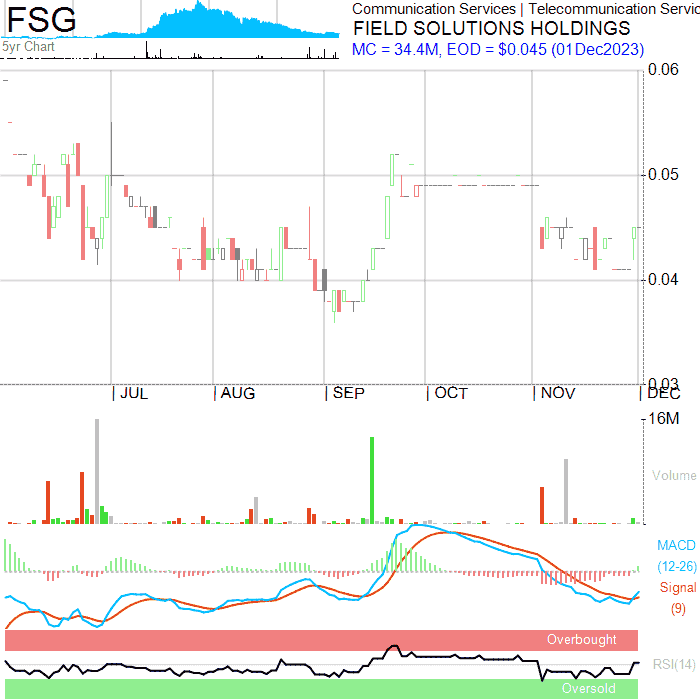 FSG
5yr Chart
Communication Services | Telecommunication Servic
FIELD SOLUTIONS HOLDINGS
MC = 34.4M, EOD = $0.045 (01Dec2023)
0.06
0.05
0.04
0.03
| JUL | AUG | SEP | OCT | NOV | DEC
16M
Volume
MACD
(12-26)
Signal
(9)
Overbought
RSI(14)
Oversold